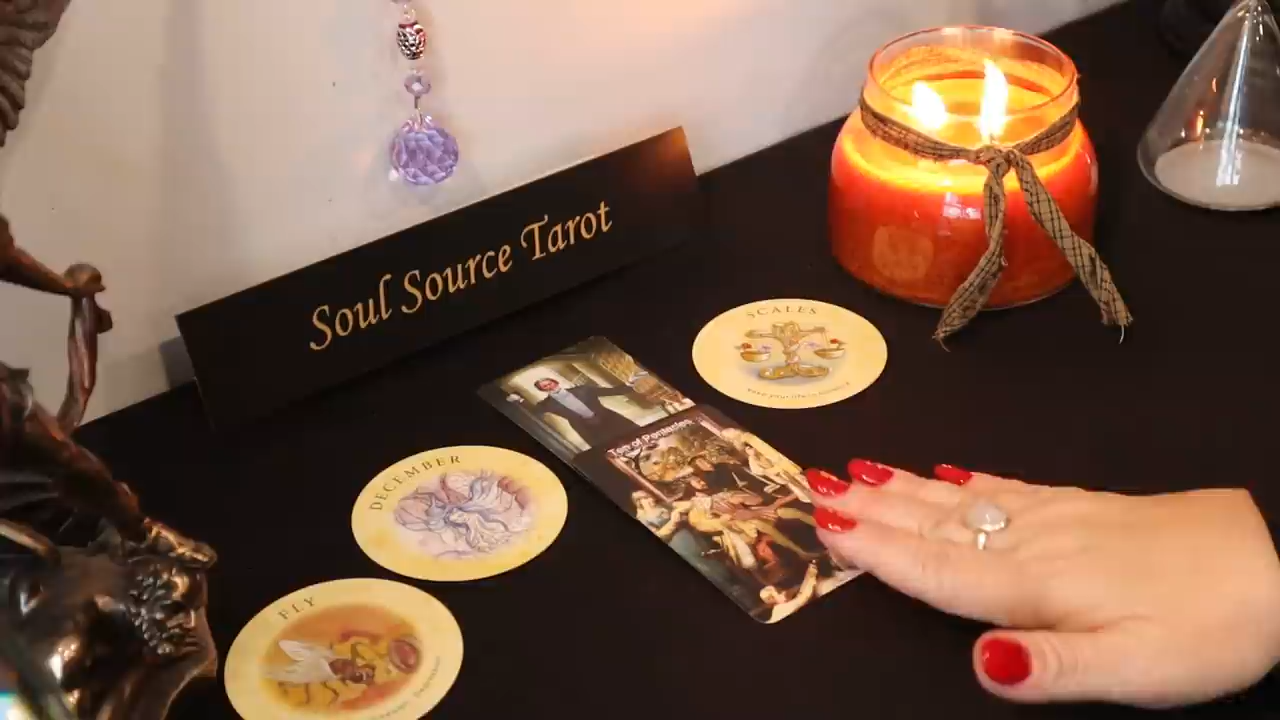 Soul Source Tarot
SCALES
Ten of Pentacles
DECEMBER
FLY